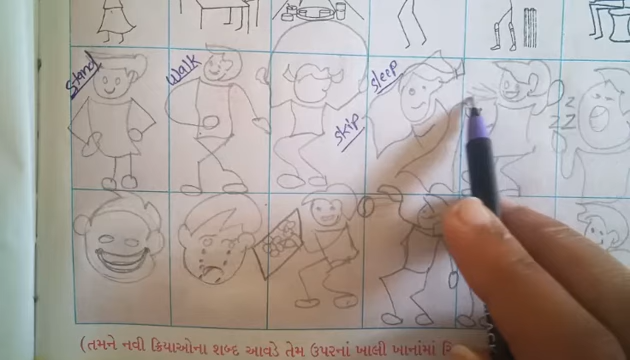 stand
walk
skip
sleep
Z
Z
Z
(તમને નવી ક્રિયાઓના શબ્દ આવડે તેમ ઉપરનાં ખાલી ખાનાંમાં